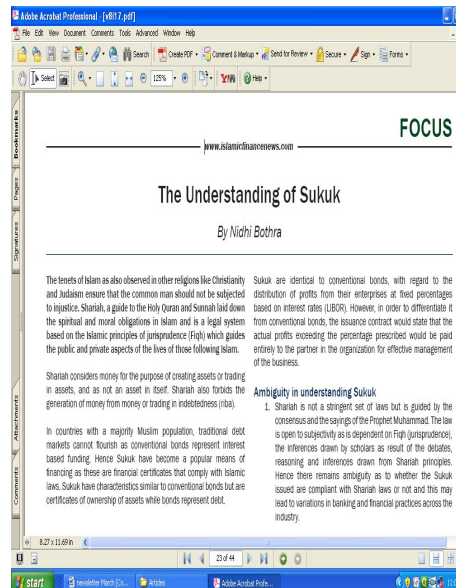 Adobe Acrobat Professional - [v8i17.pdf]
File Edit View Document Comments Tools Advanced Window Help
Search Create PDF Comment & Markup Send for Review Secure Sign Forms
Select 125% Help
Bookmarks
Pages
Signatures
Attachments
Comments
FOCUS
www.islamicfinancenews.com
The Understanding of Sukuk
By Nidhi Bothra
The tenets of Islam as also observed in other religions like Christianity
and Judaism ensure that the common man should not be subjected
to injustice. Shariah, a guide to the Holy Quran and Sunnah laid down
the spiritual and moral obligations in Islam and is a legal system
based on the Islamic principles of jurisprudence (Fiqh) which guides
the public and private aspects of the lives of those following Islam.
Shariah considers money for the purpose of creating assets or trading
in assets, and as not an asset in itself. Shariah also forbids the
generation of money from money or trading in indebtedness (riba).
In countries with a majority Muslim population, traditional debt
markets cannot flourish as conventional bonds represent interest
based funding. Hence Sukuk have become a popular means of
financing as these are financial certificates that comply with Islamic
laws. Sukuk have characteristics similar to conventional bonds but are
certificates of ownership of assets while bonds represent debt.
Sukuk are identical to conventional bonds, with regard to the
distribution of profits from their enterprises at fixed percentages
based on interest rates (LIBOR). However, in order to differentiate it
from conventional bonds, the issuance contract would state that the
actual profits exceeding the percentage prescribed would be paid
entirely to the partner in the organization for effective management
of the business.
Ambiguity in understanding Sukuk
1. Shariah is not a stringent set of laws but is guided by the
consensus and the sayings of the Prophet Muhammad. The law
is open to subjectivity as is dependent on Fiqh (jurisprudence),
the inferences drawn by scholars as result of the debates,
reasoning and inferences drawn from Shariah principles.
Hence there remains ambiguity as to whether the Sukuk
issued are compliant with Shariah laws or not and this may
lead to variations in banking and financial practices across the
industry.
8.27 x 11.69 in
23 of 44
start newsletter March [Co... Articles Adobe Acrobat Profe...